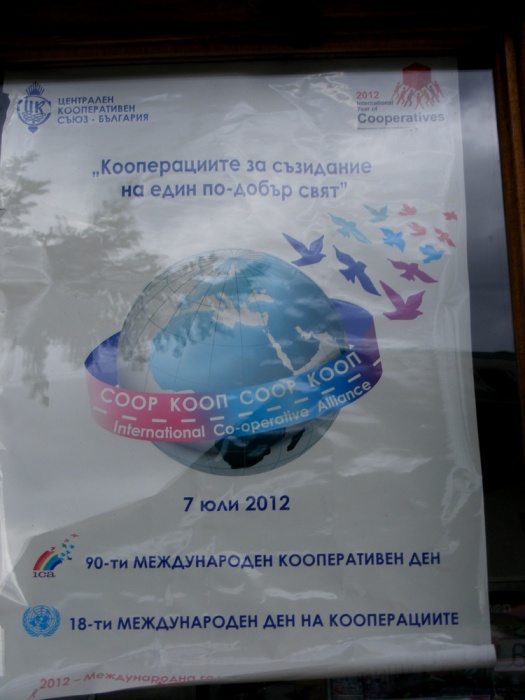 ЦК
ЦЕНТРАЛЕН
КООПЕРАТИВЕН
СЪЮЗ - БЪЛГАРИЯ
2012
International
Year of
Cooperatives
„Кооперациите за съзидание
на един по-добър свят”
COOP КООП COOP КООП
International Co-operative Alliance
7 юли 2012
ica
90-ти МЕЖДУНАРОДЕН КООПЕРАТИВЕН ДЕН
18-ти МЕЖДУНАРОДЕН ДЕН НА КООПЕРАЦИИТЕ
2012 – Международна